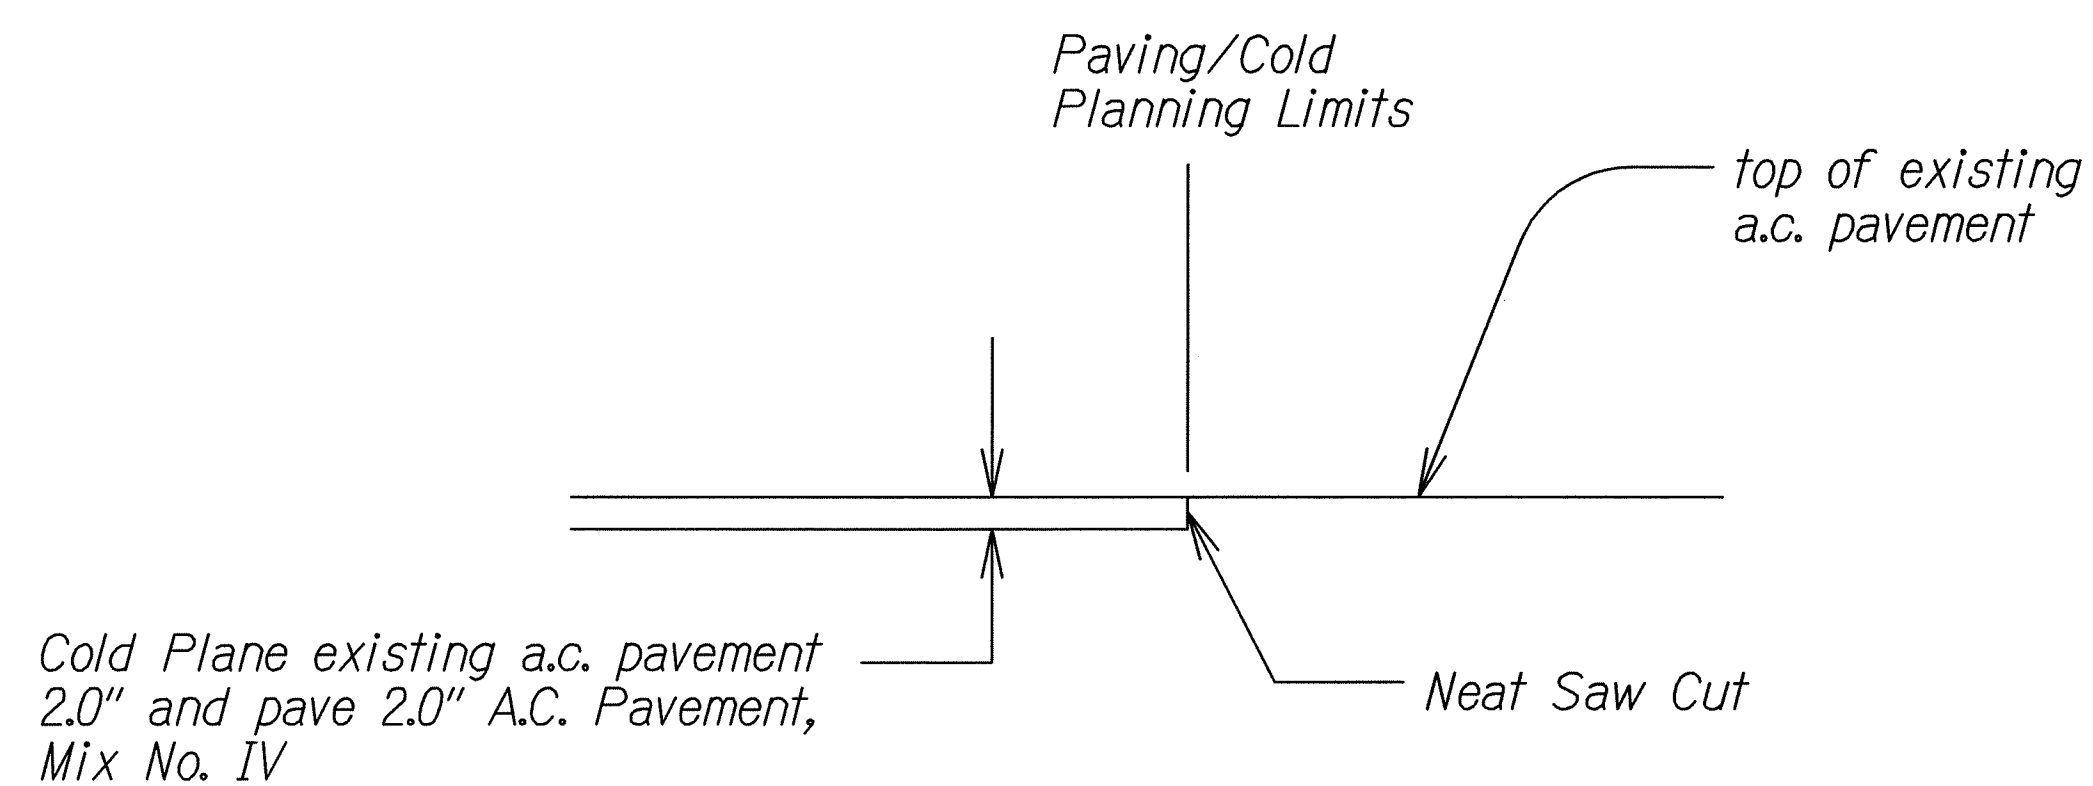 Paving/Cold
Planning Limits
top of existing
a.c. pavement
Cold Plane existing a.c. pavement
2.0" and pave 2.0" A.C. Pavement,
Mix No. IV
Neat Saw Cut